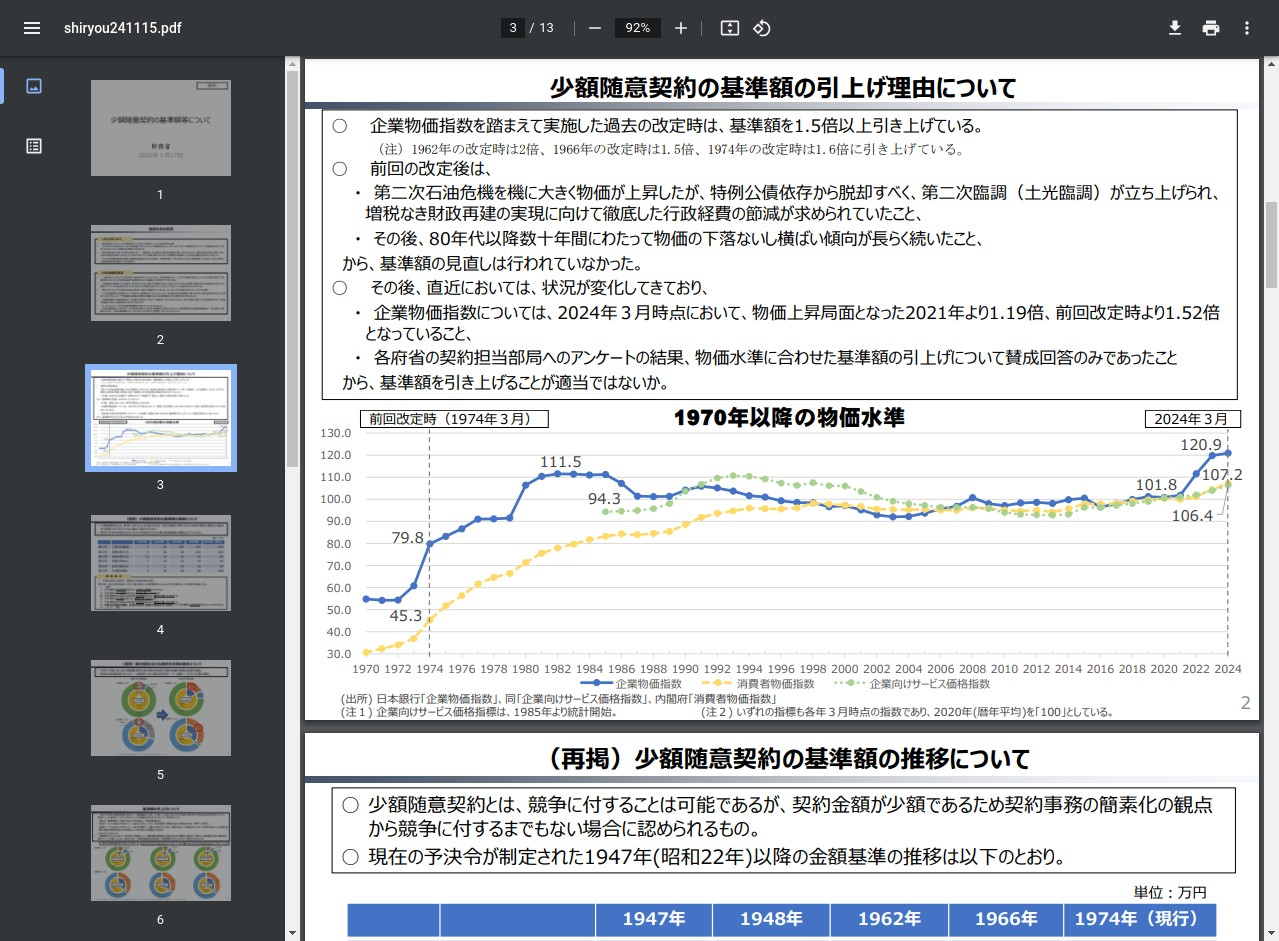 shiryou241115.pdf
3 / 13
92%
1
2
3
4
5
6
少額随意契約の基準額の引上げ理由について
○ 企業物価指数を踏まえて実施した過去の改定時は、基準額を1.5倍以上引き上げている。
（注）1962年の改定時は2倍、1966年の改定時は1.5倍、1974年の改定時は1.6倍に引き上げている。
○ 前回の改定後は、
・ 第二次石油危機を機に大きく物価が上昇したが、特例公債依存から脱却すべく、第二次臨調（土光臨調）が立ち上げられ、
増税なき財政再建の実現に向けて徹底した行政経費の節減が求められていたこと、
・ その後、80年代以降数十年間にわたって物価の下落ないし横ばい傾向が長らく続いたこと、
から、基準額の見直しは行われていなかった。
○ その後、直近においては、状況が変化してきており、
・ 企業物価指数については、2024年３月時点において、物価上昇局面となった2021年より1.19倍、前回改定時より1.52倍
となっていること、
・ 各府省の契約担当部局へのアンケートの結果、物価水準に合わせた基準額の引上げについて賛成回答のみであったこと
から、基準額を引き上げることが適当ではないか。
前回改定時（1974年３月）
1970年以降の物価水準
2024年３月
130.0
120.0
110.0
100.0
90.0
80.0
70.0
60.0
50.0
40.0
30.0
79.8
45.3
111.5
94.3
101.8
120.9
107.2
106.4
1970 1972 1974 1976 1978 1980 1982 1984 1986 1988 1990 1992 1994 1996 1998 2000 2002 2004 2006 2008 2010 2012 2014 2016 2018 2020 2022 2024
企業物価指数 消費者物価指数 企業向けサービス価格指数
(出所) 日本銀行「企業物価指数」、同「企業向けサービス価格指数」、内閣府「消費者物価指数」
(注１) 企業向けサービス価格指標は、1985年より統計開始。 (注２) いずれの指標も各年３月時点の指数であり、2020年(暦年平均)を「100」としている。
2
（再掲）少額随意契約の基準額の推移について
○ 少額随意契約とは、競争に付することは可能であるが、契約金額が少額であるため契約事務の簡素化の観点
から競争に付するまでもない場合に認められるもの。
○ 現在の予決令が制定された1947年(昭和22年)以降の金額基準の推移は以下のとおり。
単位：万円
1947年 1948年 1962年 1966年 1974年（現行）